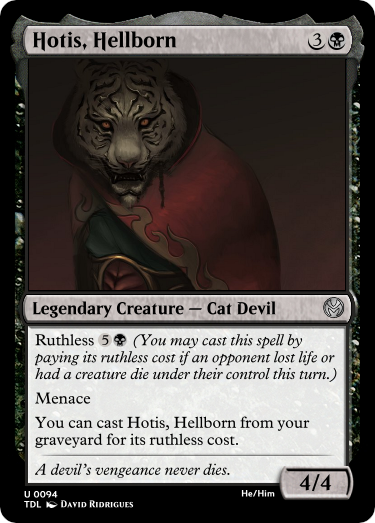 Hotis, Hellborn 3
Legendary Creature — Cat Devil
Ruthless 5 (You may cast this spell by
paying its ruthless cost if an opponent lost life or
had a creature die under their control this turn.)
Menace
You can cast Hotis, Hellborn from your
graveyard for its ruthless cost.
A devil's vengeance never dies.
4/4
U 0094
He/Him
TDL DAVID RIDRIGUES